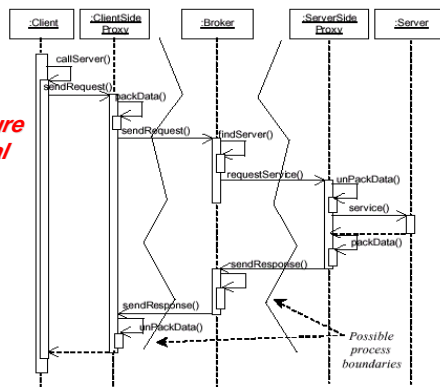 :Client
:ClientSide
Proxy
:Broker
:ServerSide
Proxy
:Server
callServer()
sendRequest()
packData()
sendRequest()
findServer()
requestService()
unPackData()
service()
packData()
sendResponse()
sendResponse()
unPackData()
Possible
process
boundaries